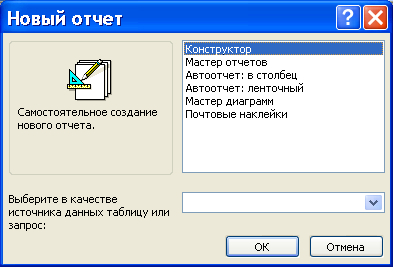 Новый отчет
Самостоятельное создание
нового отчета.
Конструктор
Мастер отчетов
Автоотчет: в столбец
Автоотчет: ленточный
Мастер диаграмм
Почтовые наклейки
Выберите в качестве
источника данных таблицу или
запрос:
OK
Отмена